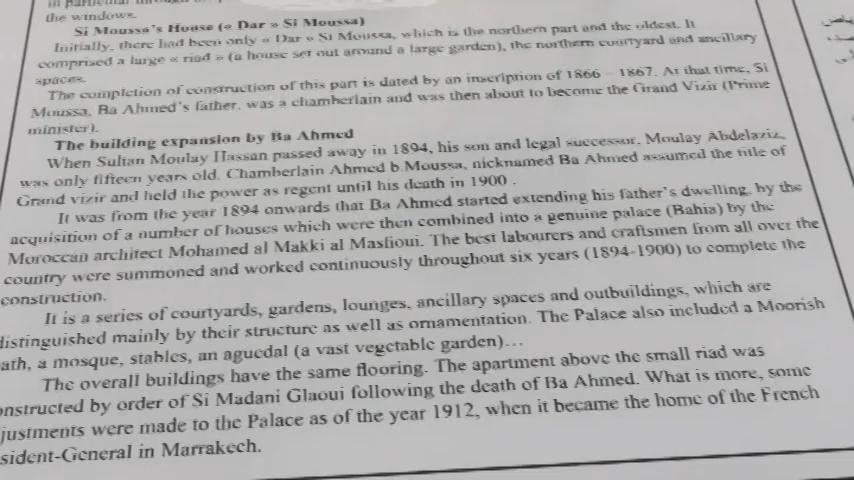 the windows.
Si Moussa's House (« Dar » Si Moussa)
Initially, there had been only « Dar » Si Moussa, which is the northern part and the oldest. It
comprised a large « riad » (a house set out around a large garden), the northern courtyard and ancillary
spaces.
The completion of construction of this part is dated by an inscription of 1866 – 1867. At that time, Si
Moussa, Ba Ahmed's father, was a chamberlain and was then about to become the Grand Vizir (Prime
minister).
The building expansion by Ba Ahmed
When Sultan Moulay Hassan passed away in 1894, his son and legal successor, Moulay Abdelaziz,
was only fifteen years old. Chamberlain Ahmed b.Moussa, nicknamed Ba Ahmed assumed the title of
Grand vizir and held the power as regent until his death in 1900 .
It was from the year 1894 onwards that Ba Ahmed started extending his father's dwelling, by the
acquisition of a number of houses which were then combined into a genuine palace (Bahia) by the
Moroccan architect Mohamed al Makki al Masfioui. The best labourers and craftsmen from all over the
country were summoned and worked continuously throughout six years (1894-1900) to complete the
construction.
It is a series of courtyards, gardens, lounges, ancillary spaces and outbuildings, which are
distinguished mainly by their structure as well as ornamentation. The Palace also included a Moorish
ath, a mosque, stables, an aguedal (a vast vegetable garden)...
The overall buildings have the same flooring. The apartment above the small riad was
onstructed by order of Si Madani Glaoui following the death of Ba Ahmed. What is more, some
justments were made to the Palace as of the year 1912, when it became the home of the French
sident-General in Marrakech.